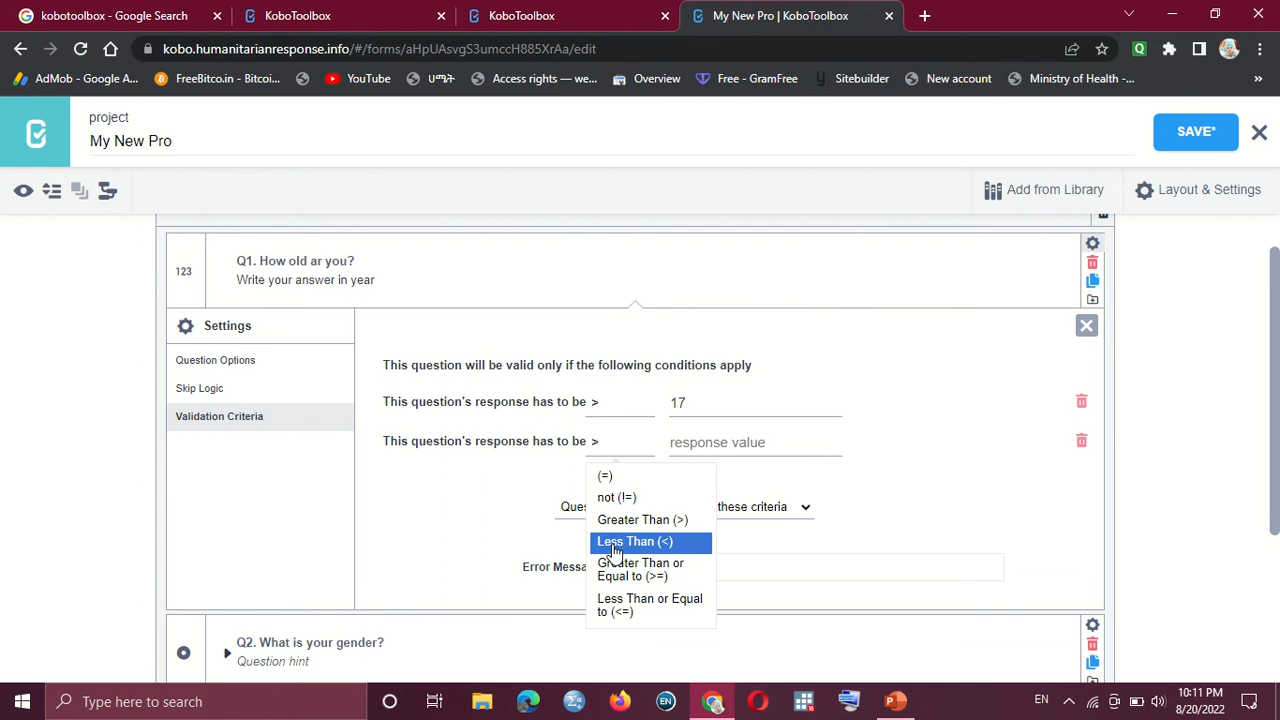 kobotoolbox - Google Search
KoboToolbox
KoboToolbox
My New Pro | KoboToolbox
kobo.humanitarianresponse.info/#/forms/aHpUAsvgS3umccH885XrAa/edit
AdMob - Google A...
FreeBitco.in - Bitcoin...
YouTube
ሀሜት
Access rights — we...
Overview
Free - GramFree
Sitebuilder
New account
Ministry of Health -...
»
project
My New Pro
SAVE*
Add from Library
Layout & Settings
123
Q1. How old ar you?
Write your answer in year
Settings
Question Options
Skip Logic
Validation Criteria
This question will be valid only if the following conditions apply
This question's response has to be >
17
This question's response has to be >
response value
(=)
not (!=)
Greater Than (>)
Less Than (<)
Greater Than or
Equal to (>=)
Less Than or Equal
to (<=)
these criteria
Q2. What is your gender?
Question hint
Type here to search
EN
EN
10:11 PM
8/20/2022